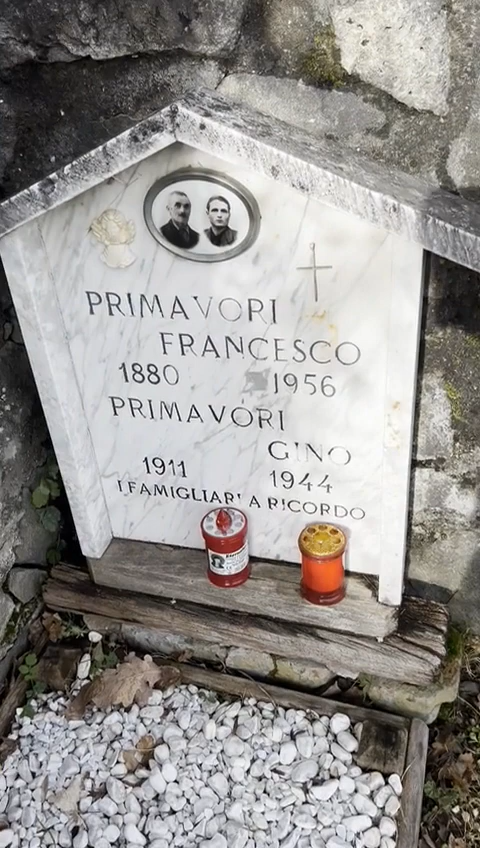 PRIMAVORI
FRANCESCO
1880 1956
PRIMAVORI
GINO
1911 1944
I FAMIGLIARI A RICORDO